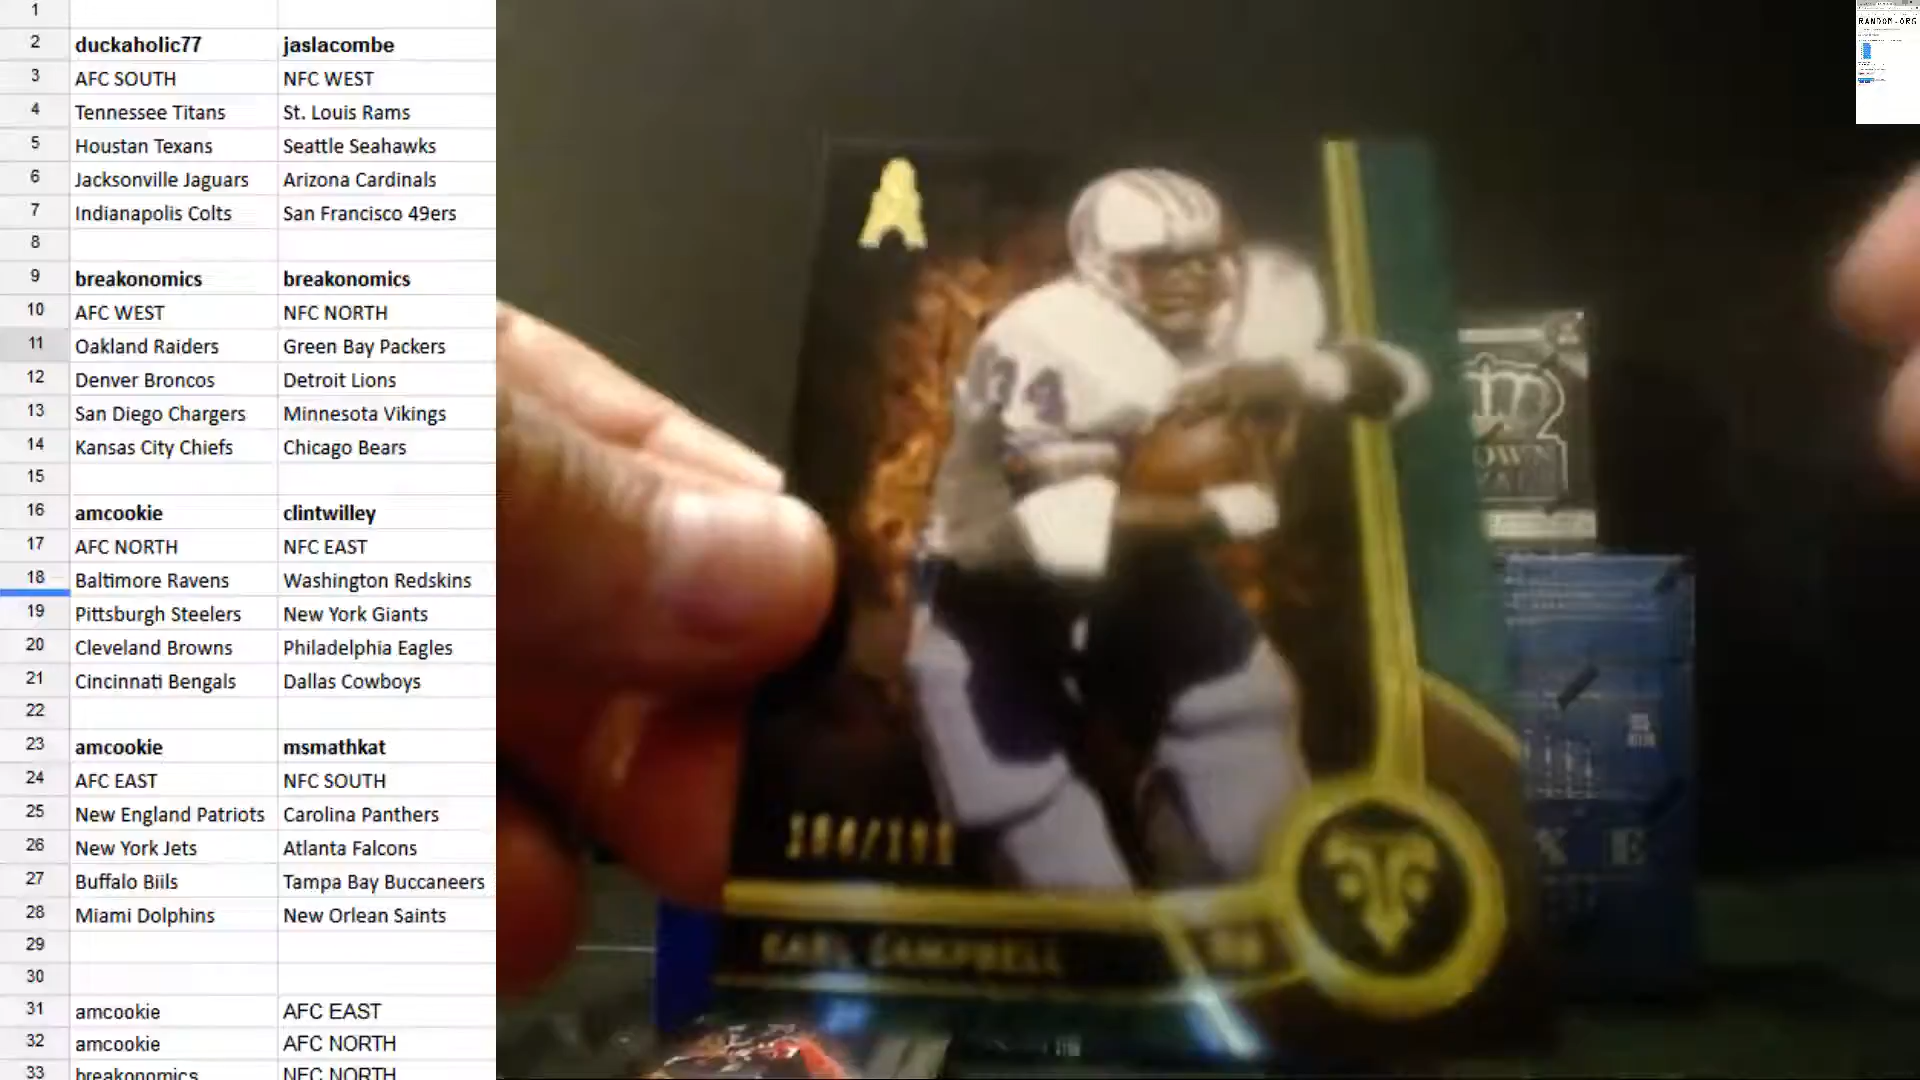 1
2 duckaholic77 jaslacombe
3 AFC SOUTH NFC WEST
4 Tennessee Titans St. Louis Rams
5 Houstan Texans Seattle Seahawks
6 Jacksonville Jaguars Arizona Cardinals
7 Indianapolis Colts San Francisco 49ers
8
9 breakonomics breakonomics
10 AFC WEST NFC NORTH
11 Oakland Raiders Green Bay Packers
12 Denver Broncos Detroit Lions
13 San Diego Chargers Minnesota Vikings
14 Kansas City Chiefs Chicago Bears
15
16 amcookie clintwilley
17 AFC NORTH NFC EAST
18 Baltimore Ravens Washington Redskins
19 Pittsburgh Steelers New York Giants
20 Cleveland Browns Philadelphia Eagles
21 Cincinnati Bengals Dallas Cowboys
22
23 amcookie msmathkat
24 AFC EAST NFC SOUTH
25 New England Patriots Carolina Panthers
26 New York Jets Atlanta Falcons
27 Buffalo Biils Tampa Bay Buccaneers
28 Miami Dolphins New Orlean Saints
29
30
31 amcookie AFC EAST
32 amcookie AFC NORTH
33 breakonomics NFC NORTH
RANDOM.ORG
34
EARL CAMPBELL
RB